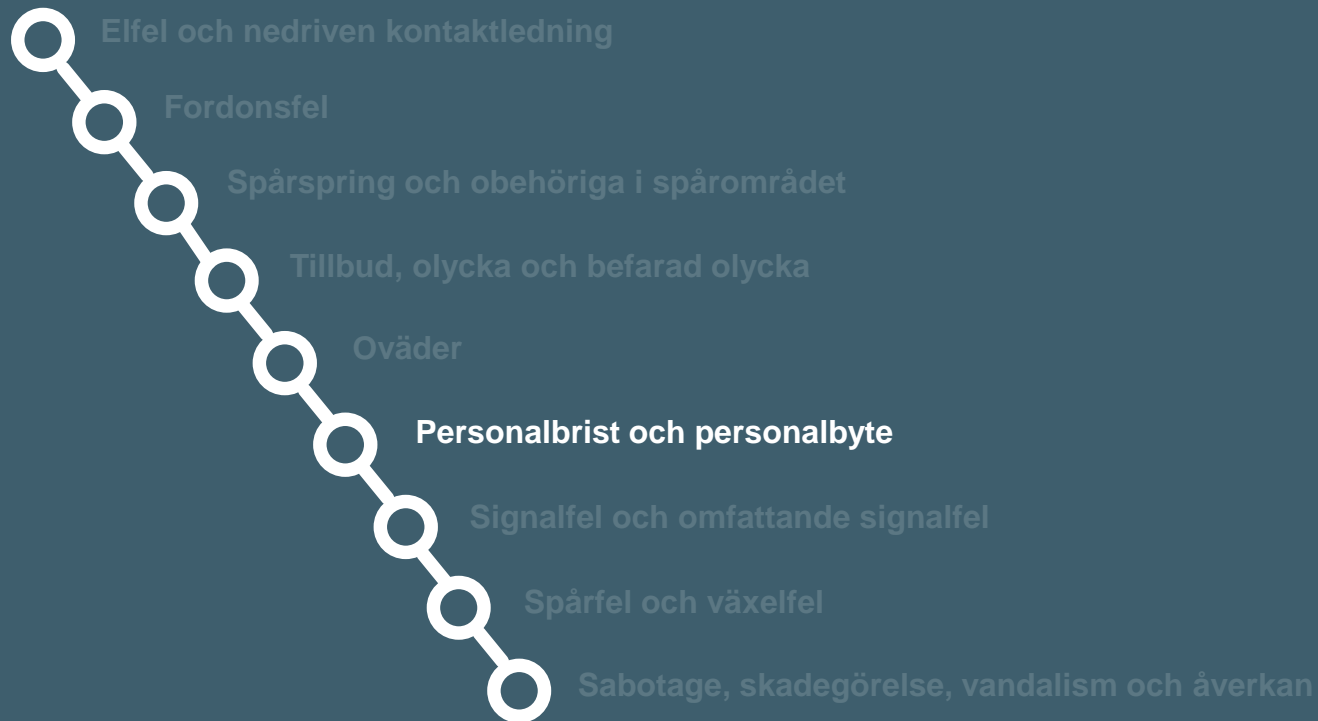 Elfel och nedriven kontaktledning
Fordonsfel
Spårspring och obehöriga i spårområdet
Tillbud, olycka och befarad olycka
Oväder
Personalbrist och personalbyte
Signalfel och omfattande signalfel
Spårfel och växelfel
Sabotage, skadegörelse, vandalism och åverkan